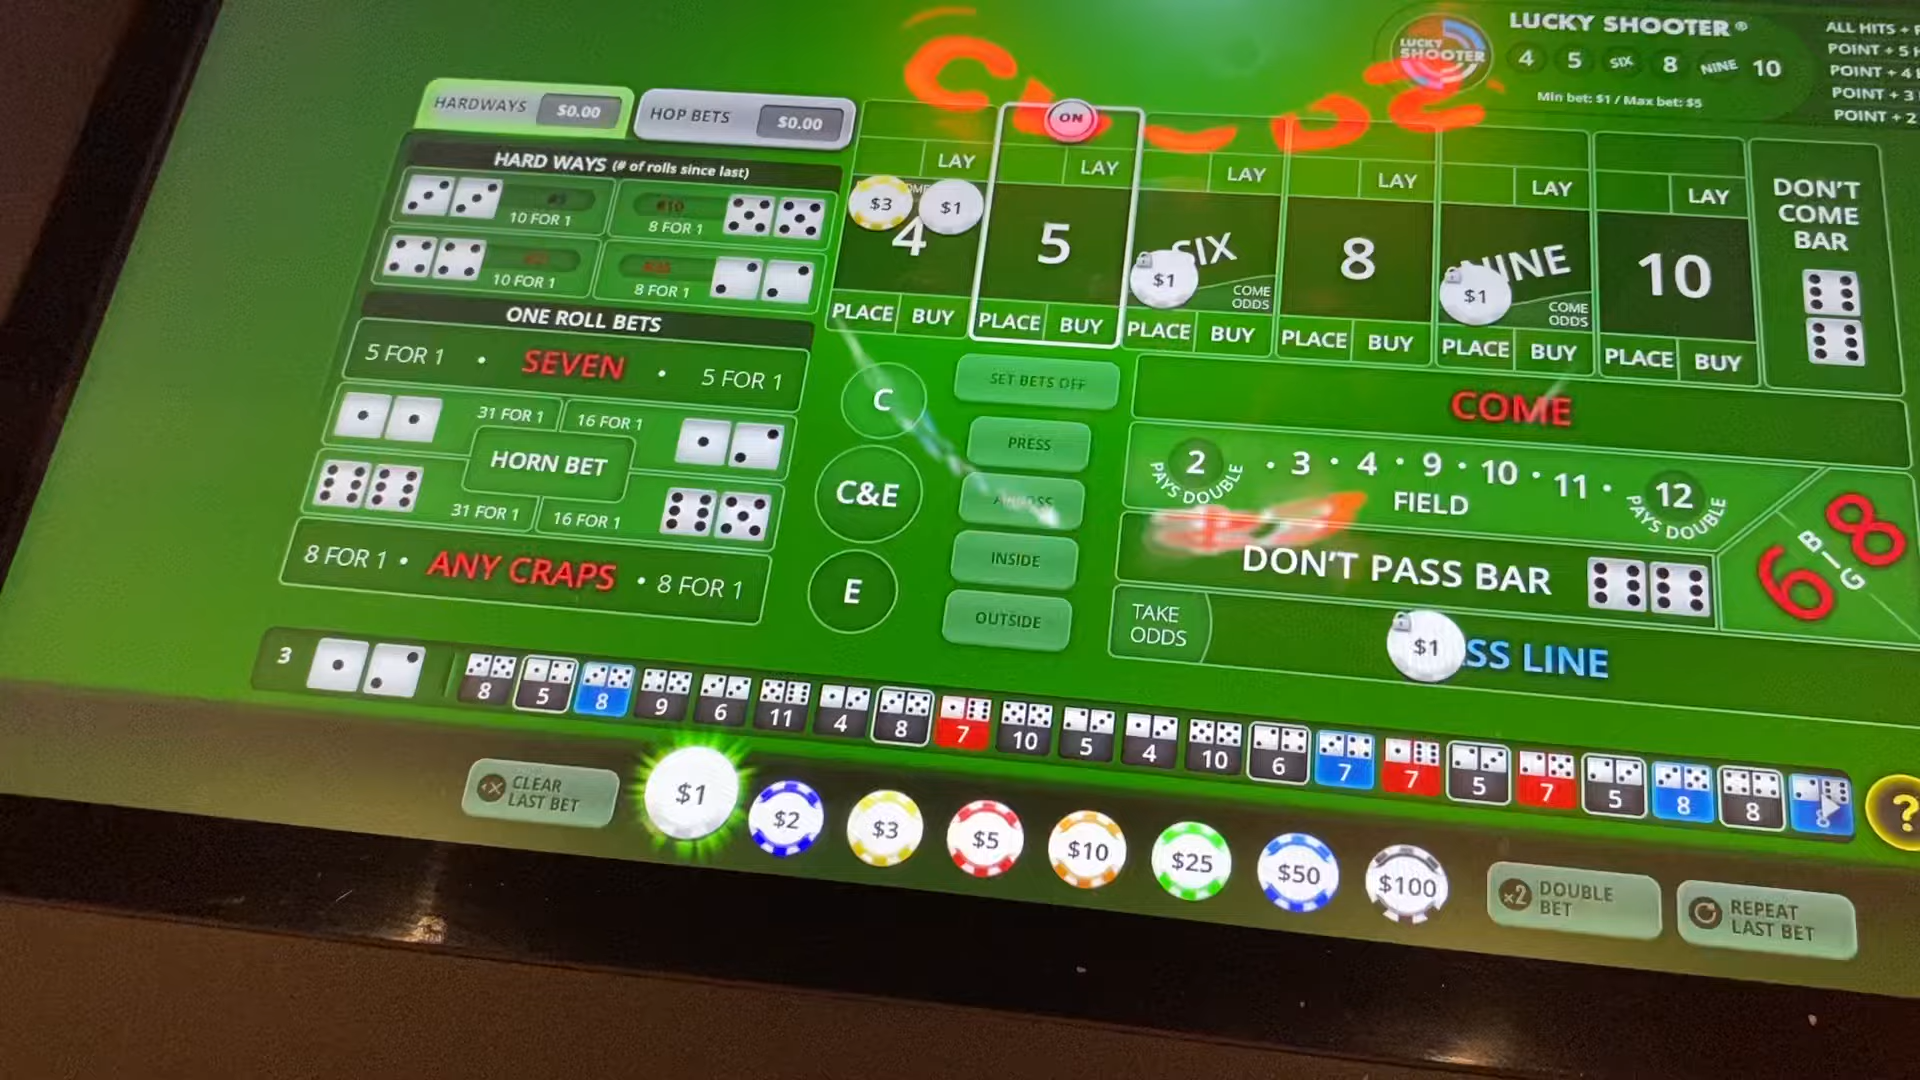 LUCKY SHOOTER®
LUCKY
SHOOTER
4 5 SIX 8 NINE 10
Min bet: $1 / Max bet: $5
ALL HITS +
POINT + 5
POINT + 4
POINT + 3
POINT + 2
HARDWAYS $0.00
HOP BETS $0.00
ON
HARD WAYS (# of rolls since last)
10 FOR 1
8 FOR 1
10 FOR 1
8 FOR 1
ONE ROLL BETS
5 FOR 1 • SEVEN • 5 FOR 1
31 FOR 1
16 FOR 1
HORN BET
31 FOR 1
16 FOR 1
8 FOR 1 • ANY CRAPS • 8 FOR 1
LAY
$3
$1
4
PLACE BUY
LAY
5
PLACE BUY
LAY
SIX
$1
COME
ODDS
PLACE BUY
LAY
8
PLACE BUY
LAY
NINE
$1
COME
ODDS
PLACE BUY
LAY
10
PLACE BUY
DON'T
COME
BAR
C
C&E
E
SET BETS OFF
PRESS
INSIDE
OUTSIDE
COME
2
PAYS DOUBLE
• 3 • 4 • 9 • 10 • 11 •
FIELD
12
PAYS DOUBLE
DON'T PASS BAR
BIG
6
8
TAKE
ODDS
$1
SS LINE
3
8 5 8 9 6 11 4 8 7 10 5 4 10 6 7 7 5 7 5 8 8 8
?
CLEAR
LAST BET
$1
$2
$3
$5
$10
$25
$50
$100
x2 DOUBLE
BET
REPEAT
LAST BET